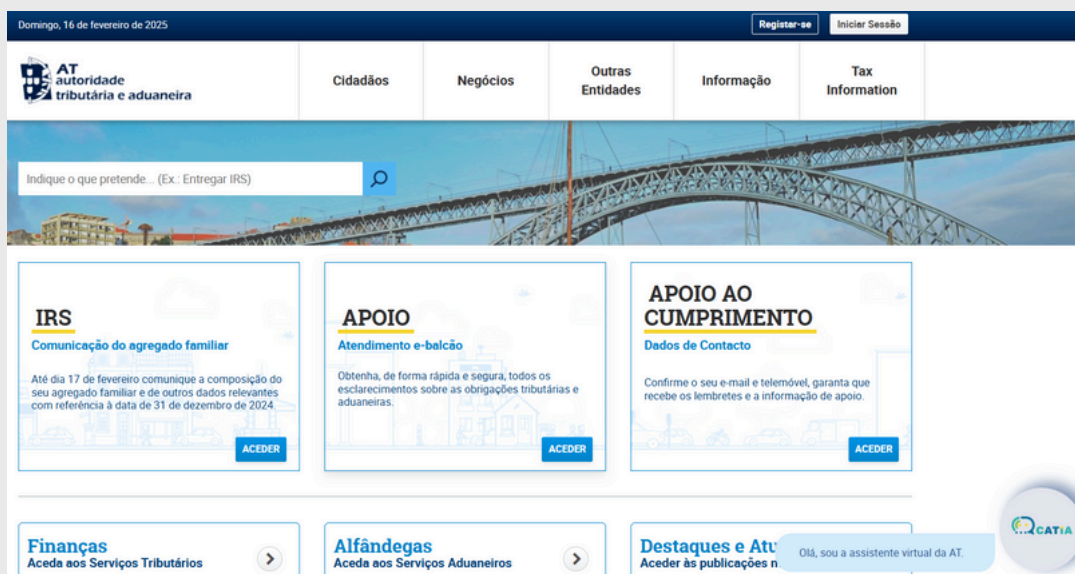 Domingo, 16 de fevereiro de 2025
Registar-se
Iniciar Sessão
AT
autoridade
tributária e aduaneira
Cidadãos
Negócios
Outras
Entidades
Informação
Tax
Information
Indique o que pretende... (Ex.: Entregar IRS)
IRS
Comunicação do agregado familiar
Até dia 17 de fevereiro comunique a composição do
seu agregado familiar e de outros dados relevantes
com referência à data de 31 de dezembro de 2024.
ACEDER
APOIO
Atendimento e-balcão
Obtenha, de forma rápida e segura, todos os
esclarecimentos sobre as obrigações tributárias e
aduaneiras.
ACEDER
APOIO AO
CUMPRIMENTO
Dados de Contacto
Confirme o seu e-mail e telemóvel, garanta que
recebe os lembretes e a informação de apoio.
ACEDER
Finanças
Aceda aos Serviços Tributários
Alfândegas
Aceda aos Serviços Aduaneiros
Destaques e Atu
Aceder às publicações n
Olá, sou a assistente virtual da AT.
CATIA